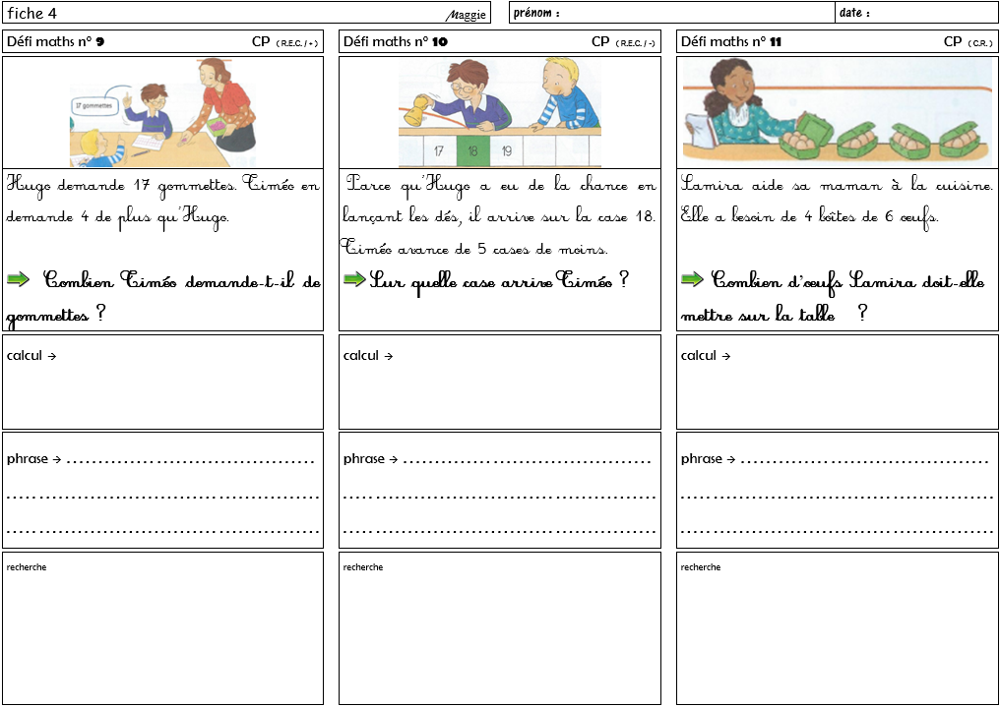 fiche 4
Maggie
prénom :
date :
Défi maths n° 9
CP ( R.E.C. / + )
17 gommettes
Hugo demande 17 gommettes. Timéo en
demande 4 de plus qu'Hugo.
Combien Timéo demande-t-il de
gommettes ?
calcul →
phrase → ........................................
..................................................
..................................................
recherche
Défi maths n° 10
CP ( R.E.C. / -)
17 18 19
Parce qu'Hugo a eu de la chance en
lançant les dés, il arrive sur la case 18.
Timéo avance de 5 cases de moins.
Sur quelle case arrive Timéo ?
calcul →
phrase → ........................................
..................................................
..................................................
recherche
Défi maths n° 11
CP ( C.R. )
Samira aide sa maman à la cuisine.
Elle a besoin de 4 boîtes de 6 œufs.
Combien d'œufs Samira doit-elle
mettre sur la table ?
calcul →
phrase → ........................................
..................................................
..................................................
recherche